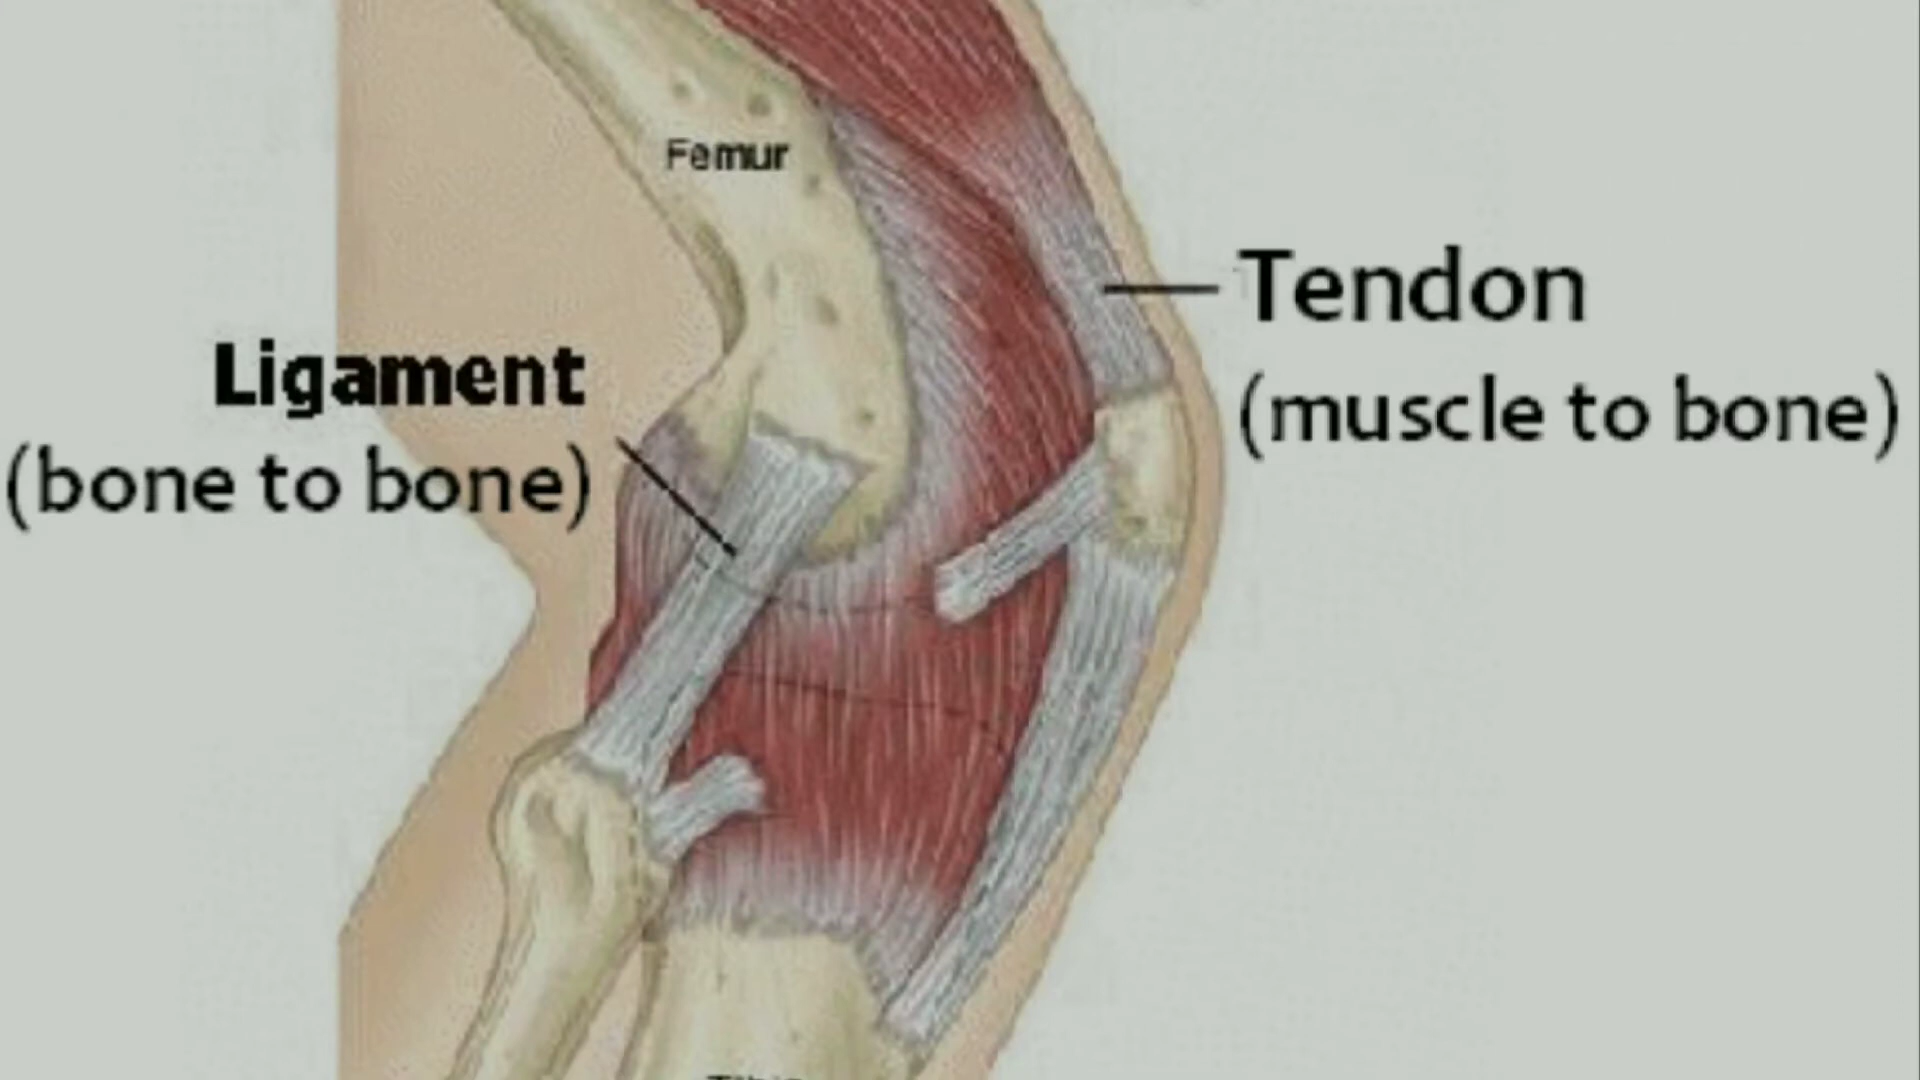 Femur
Tendon
(muscle to bone)
Ligament
(bone to bone)